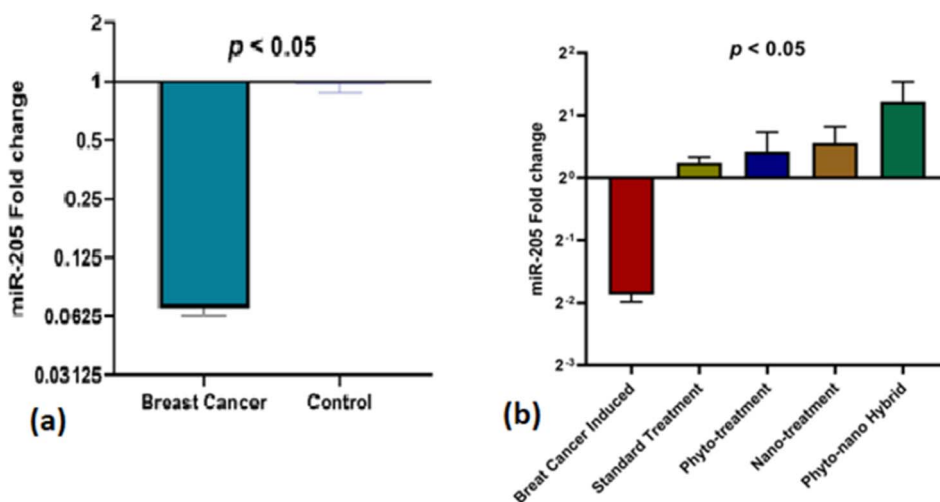 2
1
0.5
0.25
0.125
0.0625
0.03125
miR-205 Fold change
p < 0.05
Breast Cancer
Control
(a)
2²
2¹
2⁰
2⁻¹
2⁻²
2⁻³
miR-205 Fold change
p < 0.05
Breat Cancer Induced
Standard Treatment
Phyto-treatment
Nano-treatment
Phyto-nano Hybrid
(b)